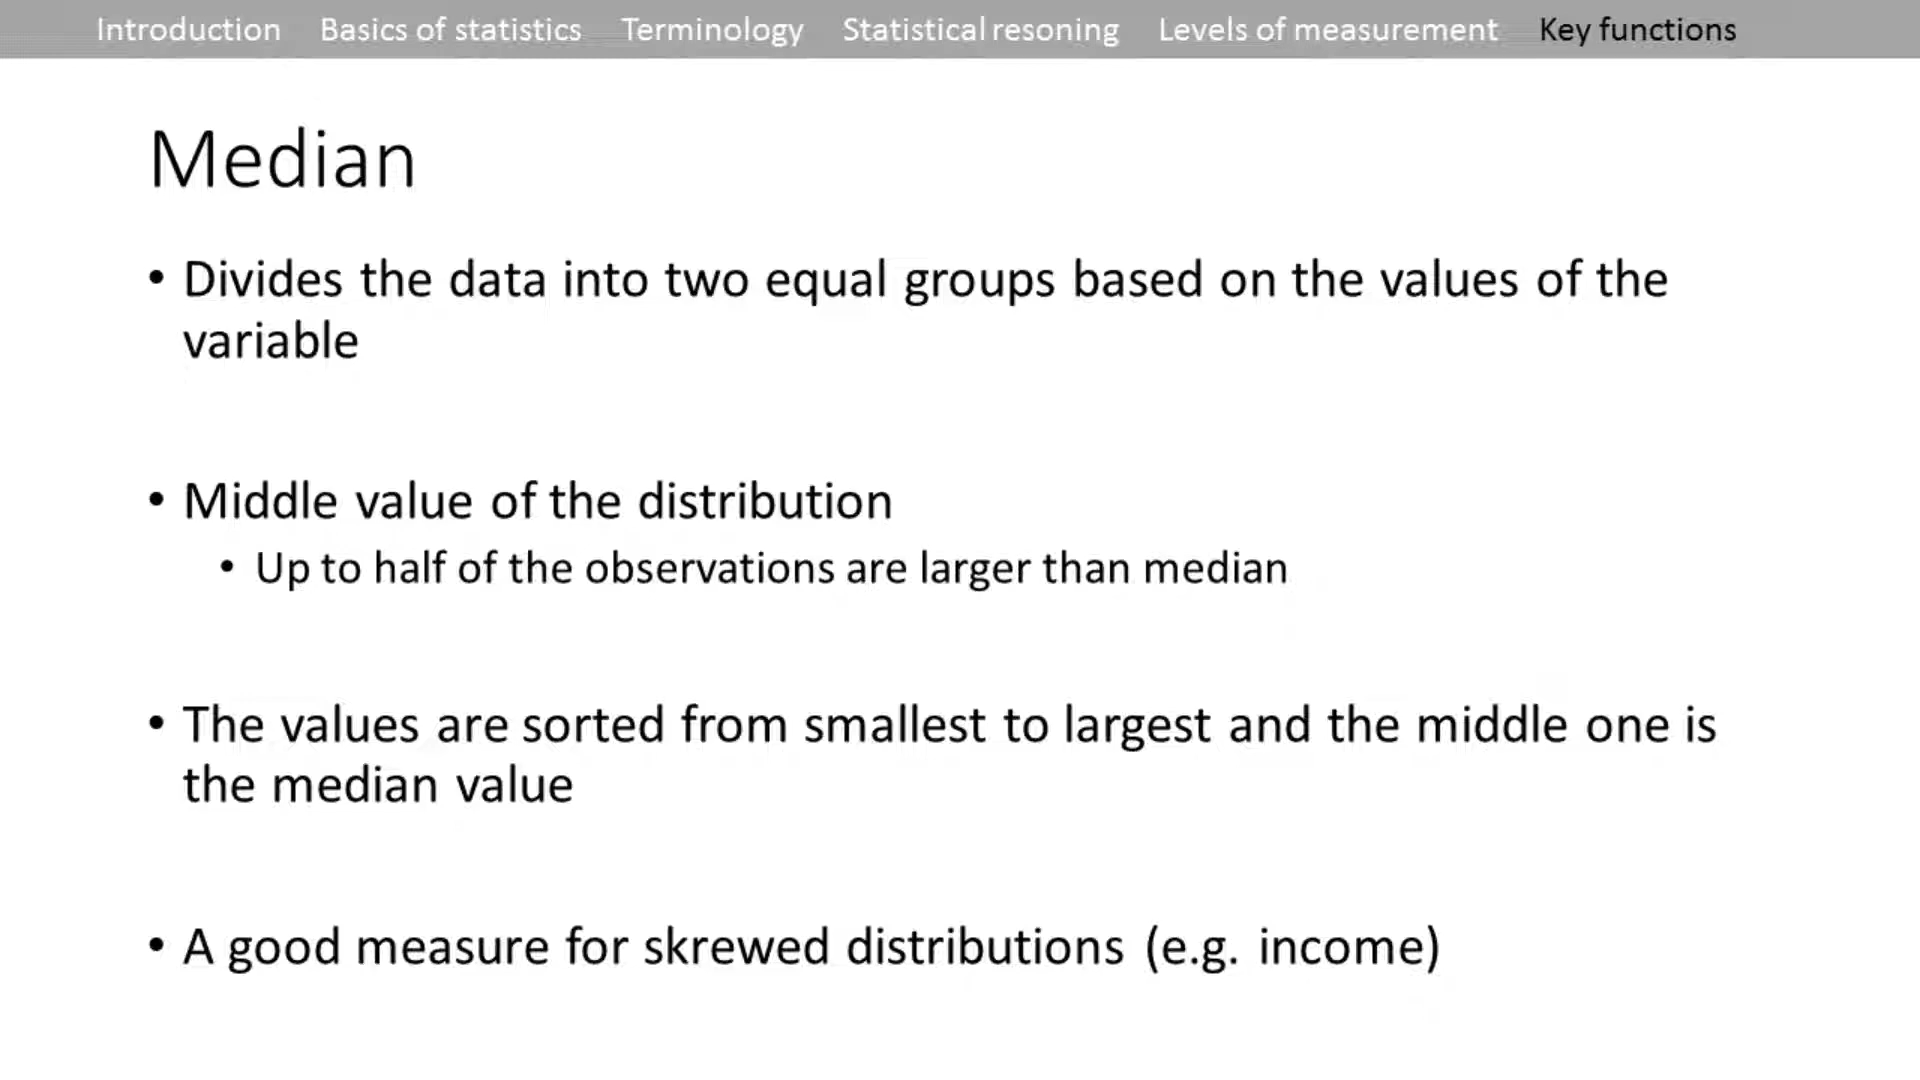 Introduction Basics of statistics Terminology Statistical resoning Levels of measurement Key functions
Median
• Divides the data into two equal groups based on the values of the
variable
• Middle value of the distribution
• Up to half of the observations are larger than median
• The values are sorted from smallest to largest and the middle one is
the median value
• A good measure for skrewed distributions (e.g. income)